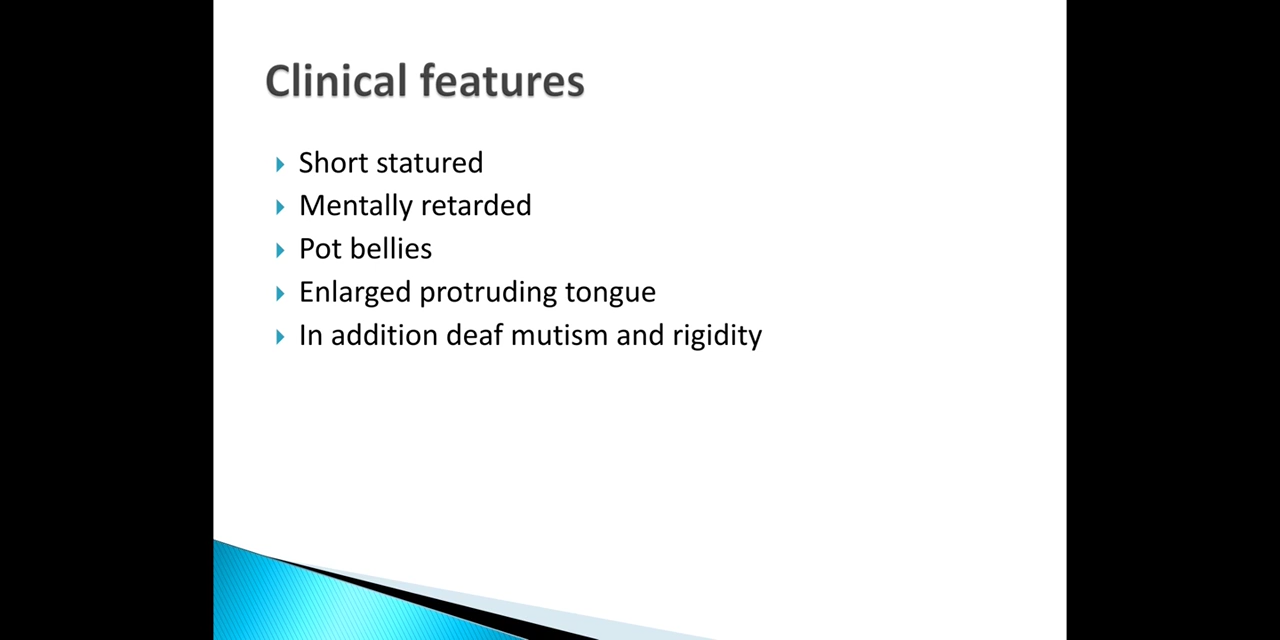 Clinical features
Short statured
Mentally retarded
Pot bellies
Enlarged protruding tongue
In addition deaf mutism and rigidity